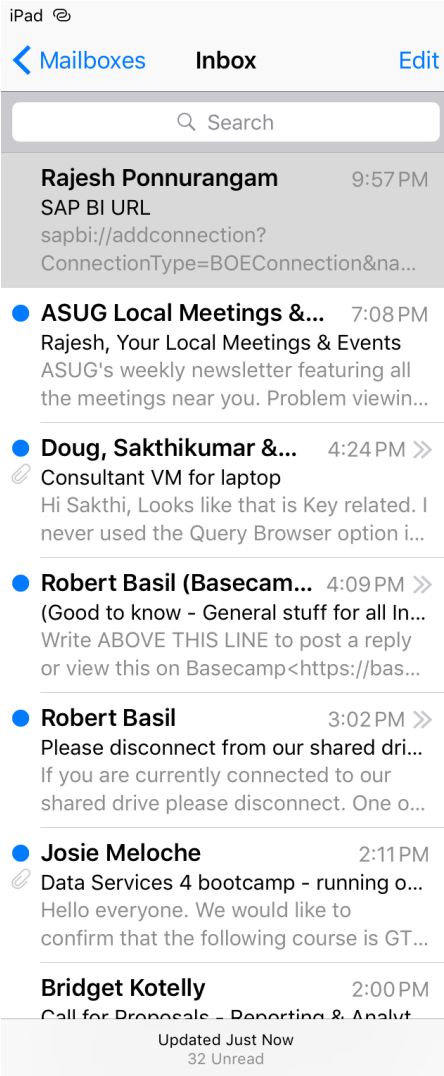 iPad
Mailboxes Inbox Edit
Search
Rajesh Ponnurangam 9:57 PM
SAP BI URL
sapbi://addconnection?
ConnectionType=BOEConnection&na...
ASUG Local Meetings &... 7:08 PM
Rajesh, Your Local Meetings & Events
ASUG's weekly newsletter featuring all
the meetings near you. Problem viewin...
Doug, Sakthikumar &... 4:24 PM
Consultant VM for laptop
Hi Sakthi, Looks like that is Key related. I
never used the Query Browser option i...
Robert Basil (Basecam... 4:09 PM
(Good to know - General stuff for all In...
Write ABOVE THIS LINE to post a reply
or view this on Basecamp<https://bas...
Robert Basil 3:02 PM
Please disconnect from our shared dri...
If you are currently connected to our
shared drive please disconnect. One o...
Josie Meloche 2:11 PM
Data Services 4 bootcamp - running o...
Hello everyone. We would like to
confirm that the following course is GT...
Bridget Kotelly 2:00 PM
Call for Proposals - Reporting & Analyt
Updated Just Now
32 Unread